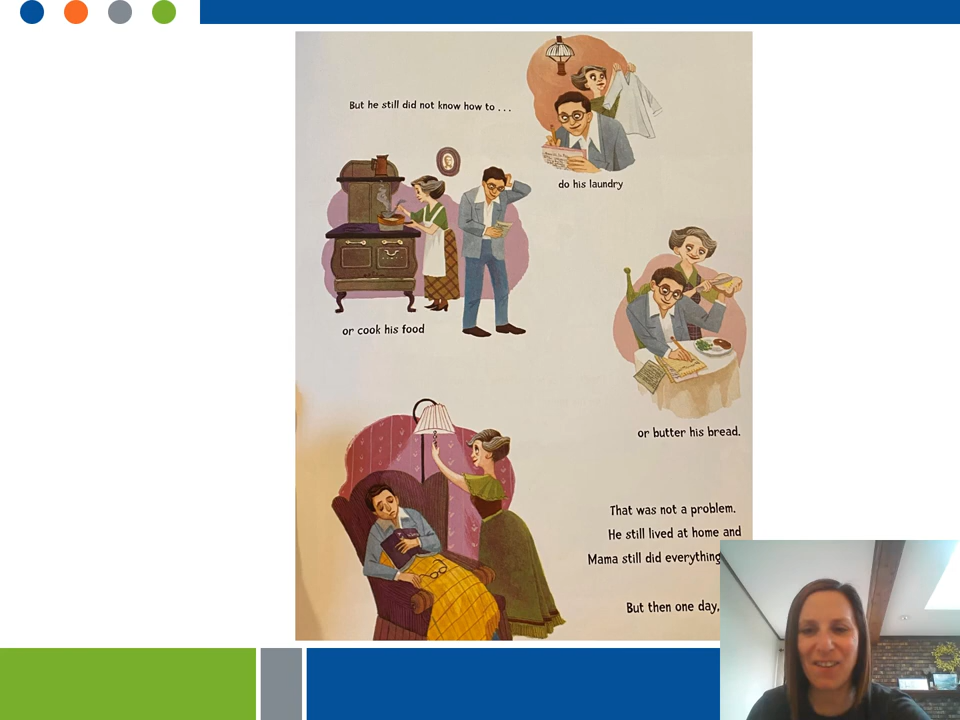 But he still did not know how to . . .
do his laundry
or cook his food
or butter his bread.
That was not a problem.
He still lived at home and
Mama still did everything
But then one day,